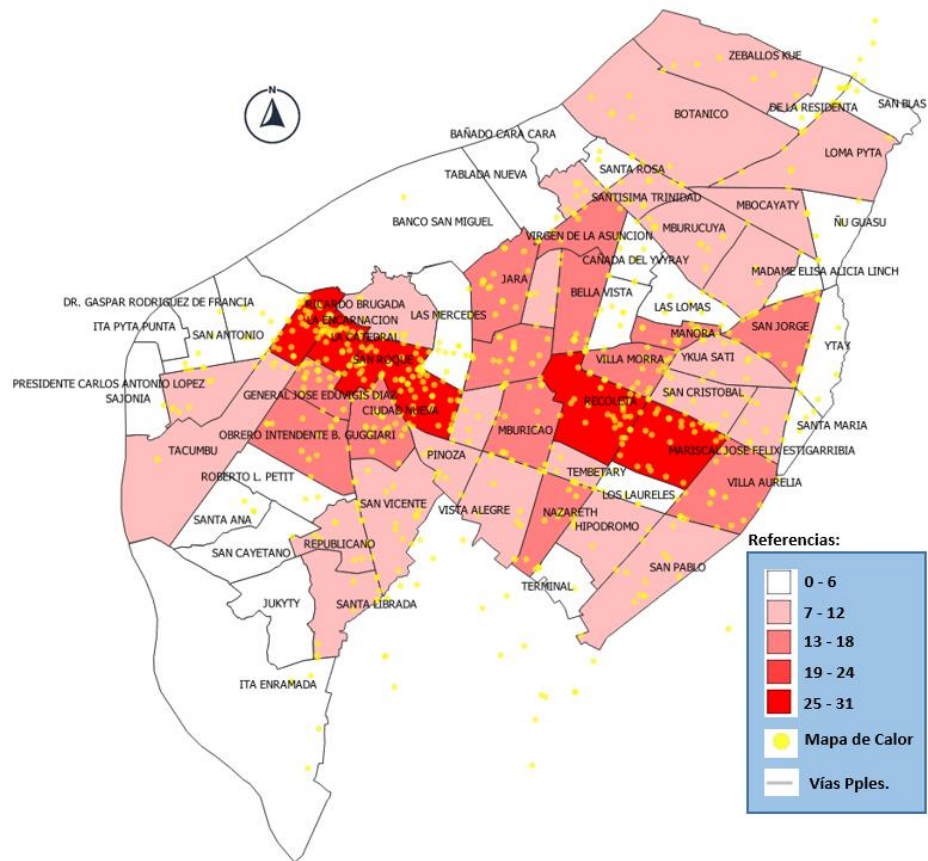 ZEBALLOS KUE
N
DE LA RESIDENTA
SAN BLAS
BOTANICO
BAÑADO CARA CARA
LOMA PYTA
TABLADA NUEVA
SANTA ROSA
SANTISIMA TRINIDAD
MBOCAYATY
BANCO SAN MIGUEL
ÑU GUASU
MBURUCUYA
VIRGEN DE LA ASUNCION
CAÑADA DEL YVYRAY
MADAME ELISA ALICIA LINCH
JARA
BELLA VISTA
DR. GASPAR RODRIGUEZ DE FRANCIA
RICARDO BRUGADA
LAS LOMAS
LAS MERCEDES
ITA PYTA PUNTA
LA ENCARNACION
SAN JORGE
SAN ANTONIO
LA CATEDRAL
MANORA
YTAY
SAN ROQUE
VILLA MORRA
YKUA SATI
PRESIDENTE CARLOS ANTONIO LOPEZ
SAJONIA
GENERAL JOSE EDUVIGIS DIAZ
RECOLETA
SAN CRISTOBAL
CIUDAD NUEVA
SANTA MARIA
OBRERO INTENDENTE B. GUGGIARI
MBURICAO
TACUMBU
PINOZA
MARISCAL JOSE FELIX ESTIGARRIBIA
ROBERTO L. PETIT
TEMBETARY
VILLA AURELIA
LOS LAURELES
SAN VICENTE
VISTA ALEGRE
NAZARETH
SANTA ANA
HIPODROMO
REPUBLICANO
SAN CAYETANO
SAN PABLO
TERMINAL
JUKYTY
SANTA LIBRADA
ITA ENRAMADA
Referencias:
0 - 6
7 - 12
13 - 18
19 - 24
25 - 31
Mapa de Calor
Vías Pples.